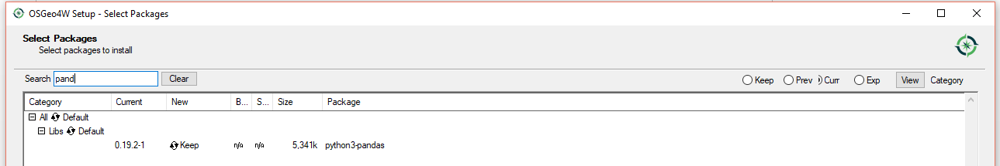 OSGeo4W Setup - Select Packages
Select Packages
Select packages to install
Search pand Clear Keep Prev Curr Exp View Category
Category Current New B... S... Size Package
All Default
Libs Default
0.19.2-1 Keep n/a n/a 5,341k python3-pandas